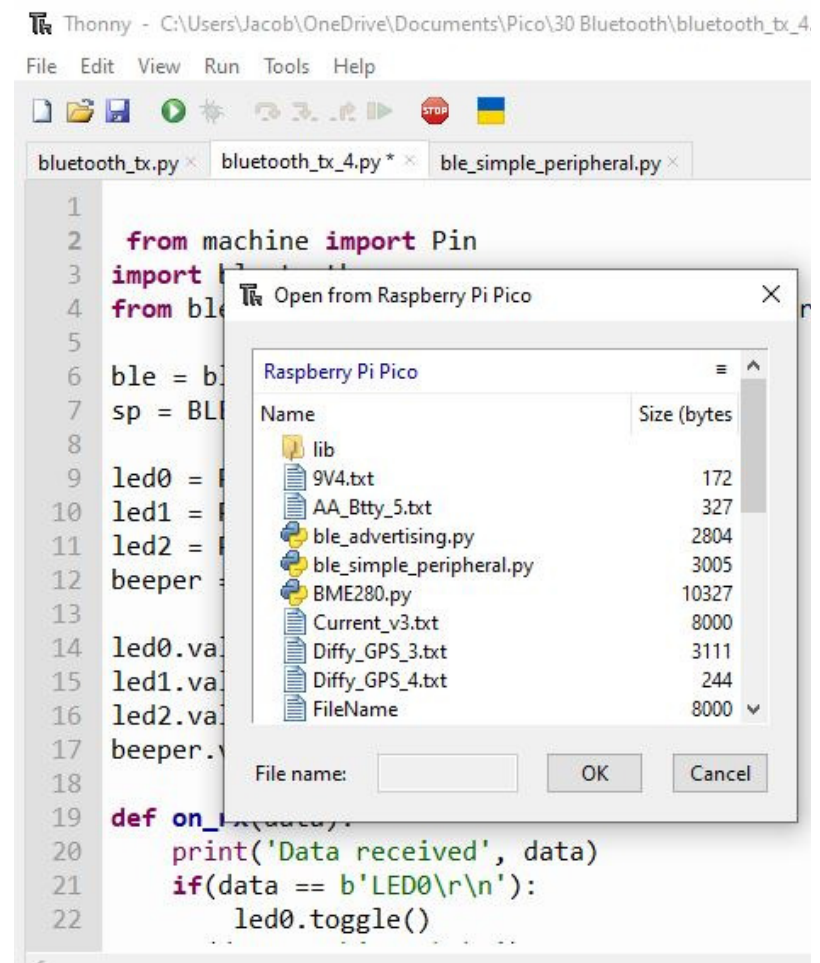 Thonny - C:\Users\Jacob\OneDrive\Documents\Pico\30 Bluetooth\bluetooth_tx_4.
File Edit View Run Tools Help
STOP
bluetooth_tx.py × bluetooth_tx_4.py * × ble_simple_peripheral.py ×
1
2 from machine import Pin
3 import
4 from ble
5
6 ble =
7 sp = BLE
8
9 led0 =
10 led1 =
11 led2 =
12 beeper =
13
14 led0.val
15 led1.val
16 led2.val
17 beeper.
18
19 def on_rx(data):
20 print('Data received', data)
21 if(data == b'LED0\r\n'):
22 led0.toggle()
Open from Raspberry Pi Pico
Raspberry Pi Pico
Name Size (bytes
lib
9V4.txt 172
AA_Btty_5.txt 327
ble_advertising.py 2804
ble_simple_peripheral.py 3005
BME280.py 10327
Current_v3.txt 8000
Diffy_GPS_3.txt 3111
Diffy_GPS_4.txt 244
FileName 8000
File name: OK Cancel